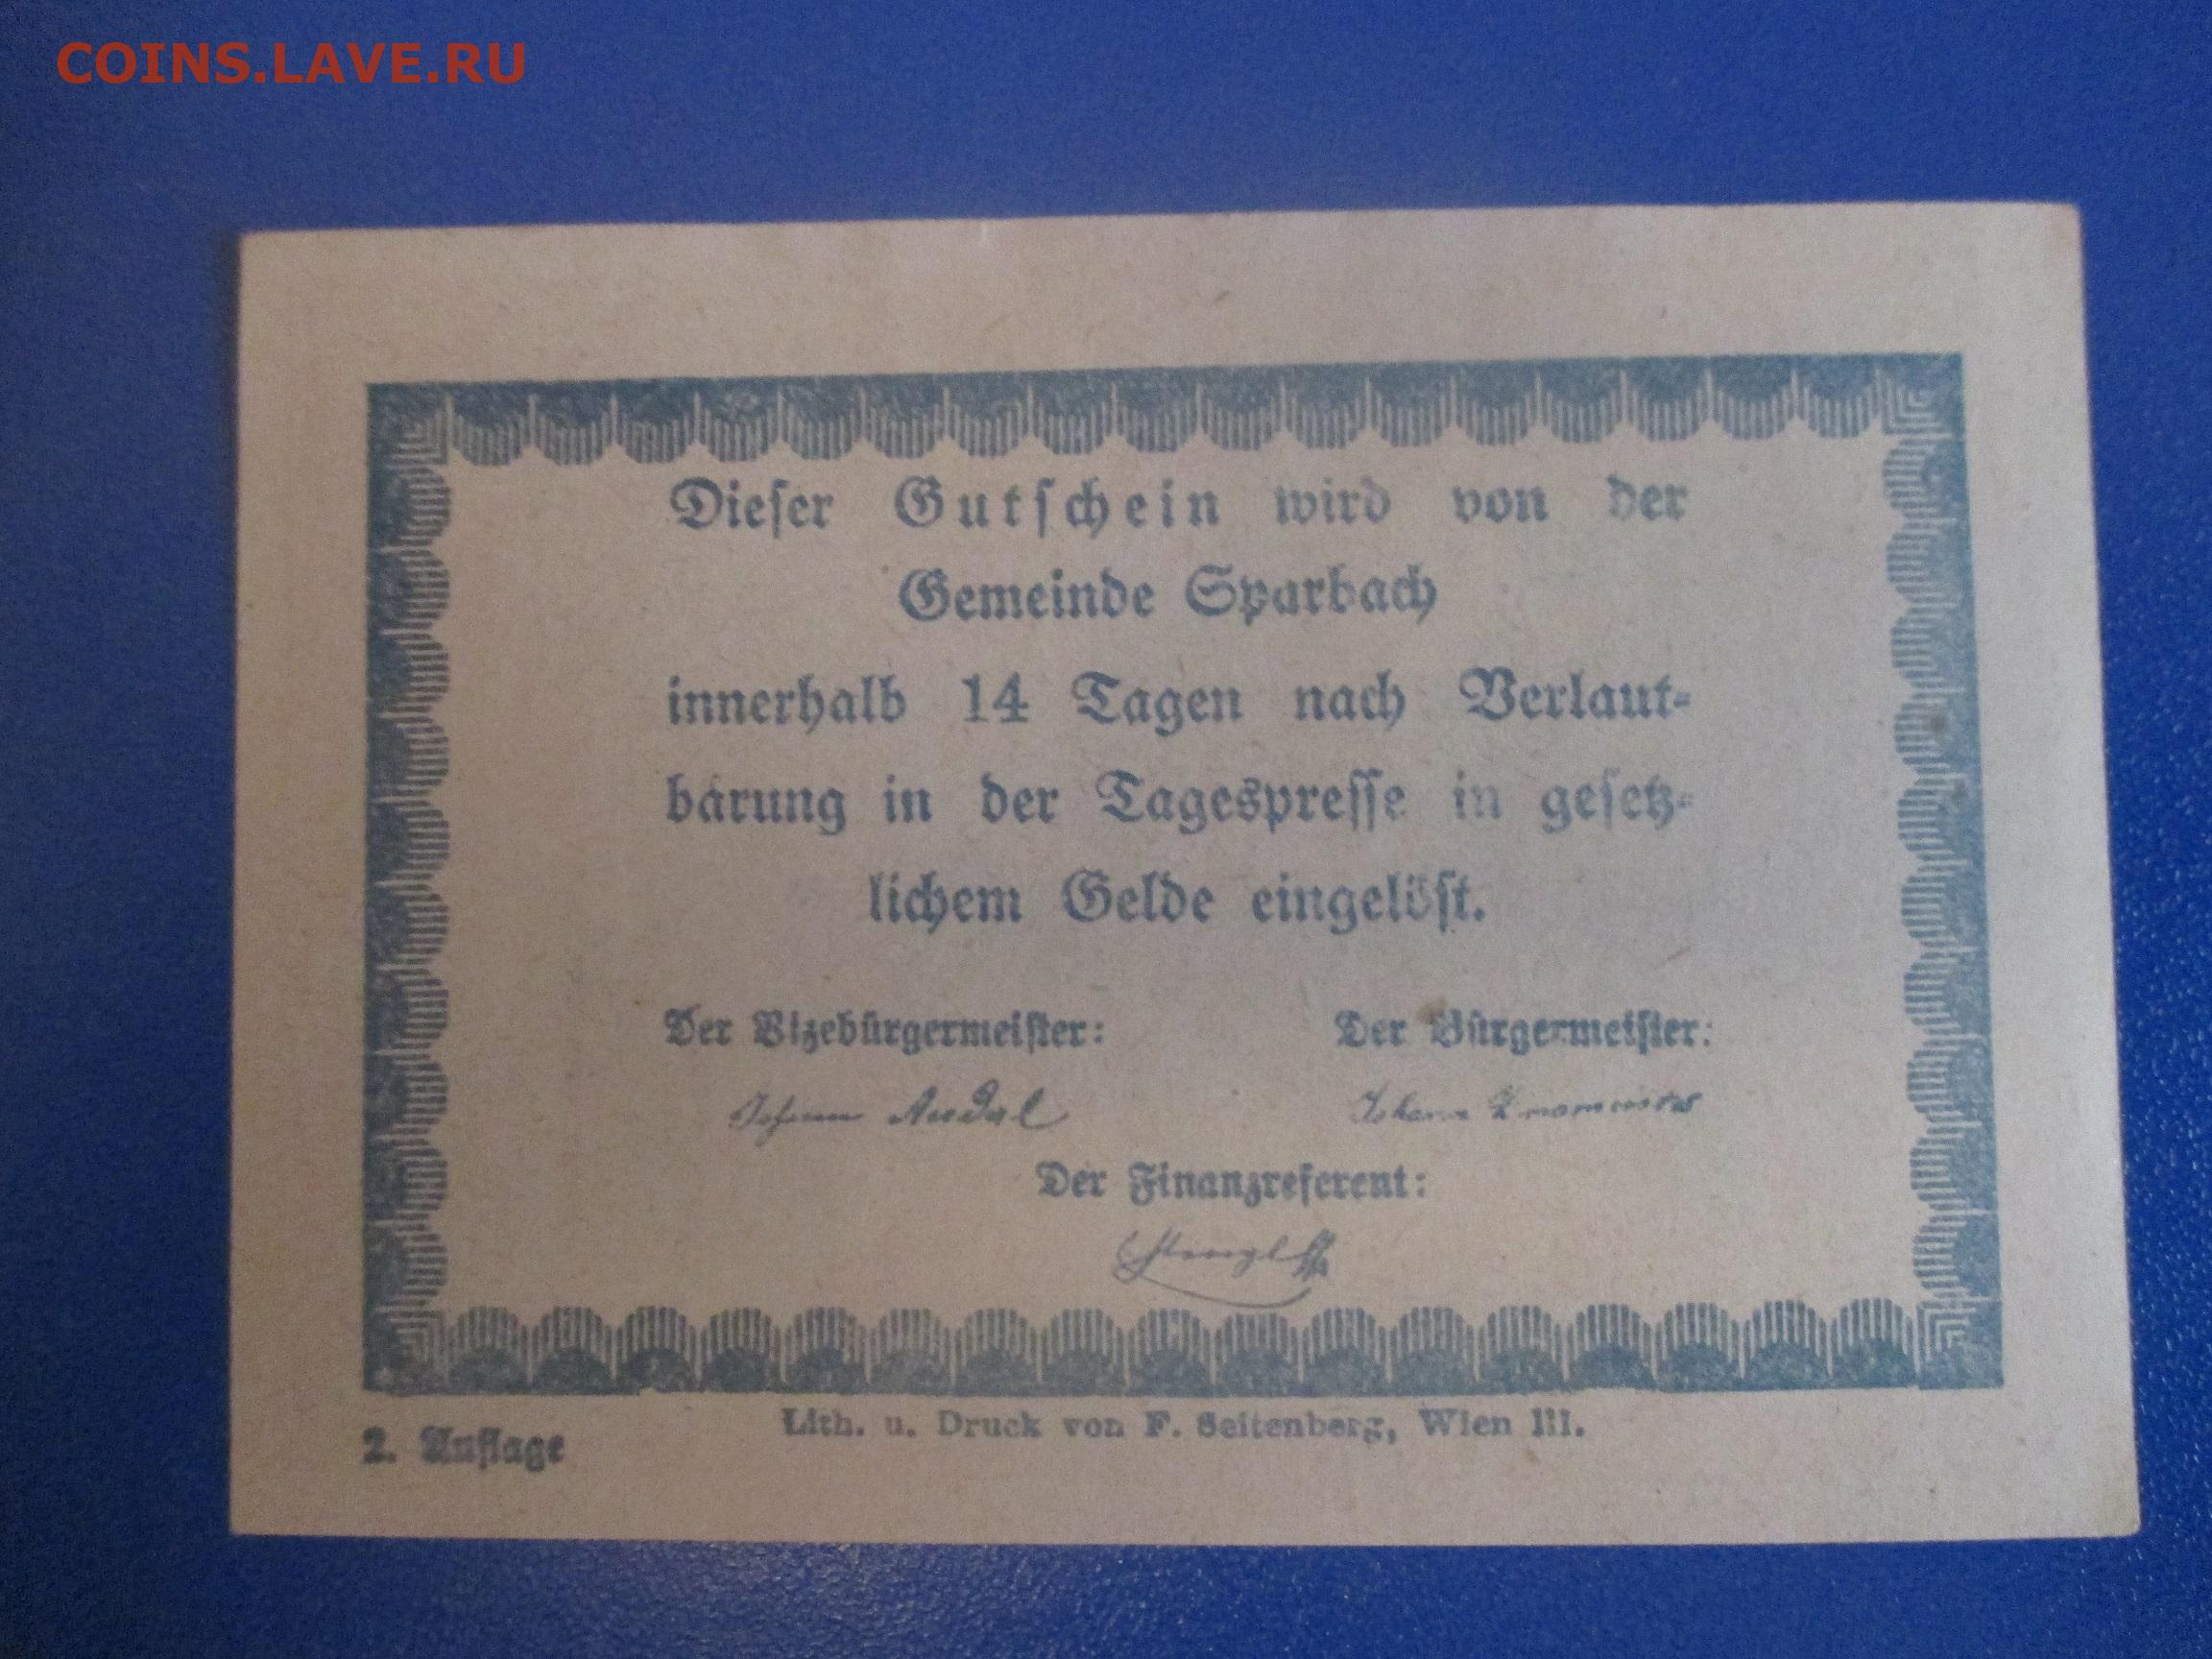 COINS.LAVE.RU
Dieser Gutschein wird von der
Gemeinde Sparbach
innerhalb 14 Tagen nach Verlaut-
barung in der Tagespresse in gesetz-
lichem Gelde eingelöst.
Der Vizebürgermeister: Der Bürgermeister:
Johann Johann
Der Finanzreferent:
Lith. u. Druck von F. Seitenberg, Wien III.
2. Auflage